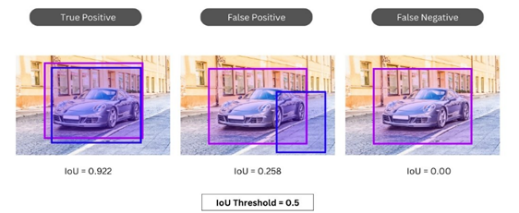 True Positive
False Positive
False Negative
IoU = 0.922
IoU = 0.258
IoU = 0.00
IoU Threshold = 0.5